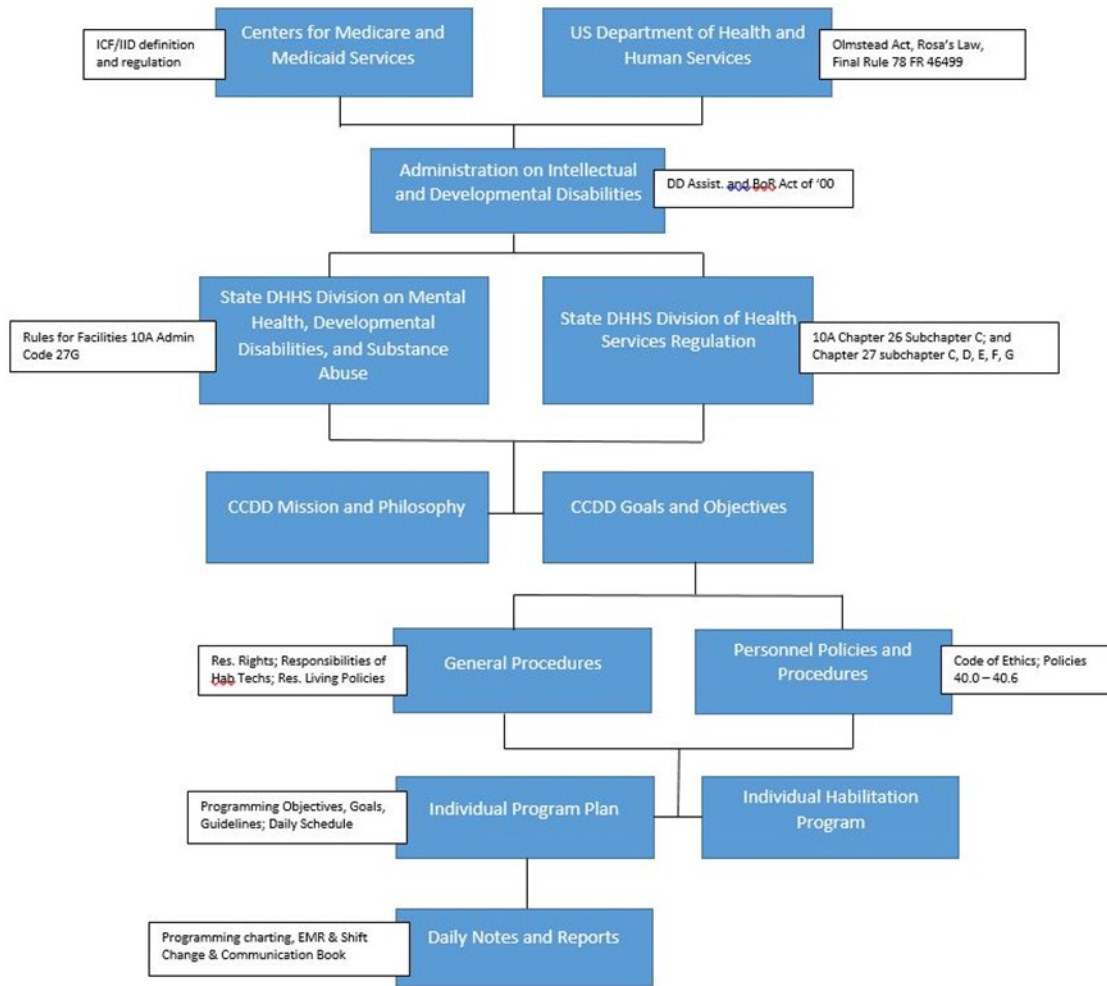 ICF/IID definition
and regulation
Centers for Medicare and
Medicaid Services
US Department of Health and
Human Services
Olmstead Act, Rosa's Law,
Final Rule 78 FR 46499
Administration on Intellectual
and Developmental Disabilities
DD Assist. and BoR Act of '00
Rules for Facilities 10A Admin
Code 27G
State DHHS Division on Mental
Health, Developmental
Disabilities, and Substance
Abuse
State DHHS Division of Health
Services Regulation
10A Chapter 26 Subchapter C; and
Chapter 27 subchapter C, D, E, F, G
CCDD Mission and Philosophy
CCDD Goals and Objectives
Res. Rights; Responsibilities of
Hab Techs; Res. Living Policies
General Procedures
Personnel Policies and
Procedures
Code of Ethics; Policies
40.0 – 40.6
Programming Objectives, Goals,
Guidelines; Daily Schedule
Individual Program Plan
Individual Habilitation
Program
Programming charting, EMR & Shift
Change & Communication Book
Daily Notes and Reports